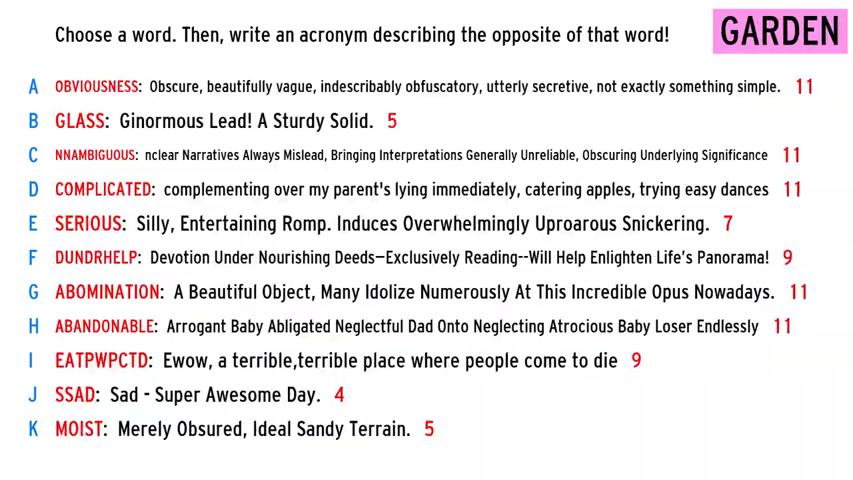 Choose a word. Then, write an acronym describing the opposite of that word!
GARDEN
A OBVIOUSNESS: Obscure, beautifully vague, indescribably obfuscatory, utterly secretive, not exactly something simple. 11
B GLASS: Ginormous Lead! A Sturdy Solid. 5
C NNAMBIGUOUS: nclear Narratives Always Mislead, Bringing Interpretations Generally Unreliable, Obscuring Underlying Significance 11
D COMPLICATED: complementing over my parent's lying immediately, catering apples, trying easy dances 11
E SERIOUS: Silly, Entertaining Romp. Induces Overwhelmingly Uproarous Snickering. 7
F DUNDRHELP: Devotion Under Nourishing Deeds—Exclusively Reading--Will Help Enlighten Life's Panorama! 9
G ABOMINATION: A Beautiful Object, Many Idolize Numerously At This Incredible Opus Nowadays. 11
H ABANDONABLE: Arrogant Baby Abligated Neglectful Dad Onto Neglecting Atrocious Baby Loser Endlessly 11
I EATPWPCTD: Ewow, a terrible,terrible place where people come to die 9
J SSAD: Sad - Super Awesome Day. 4
K MOIST: Merely Obsured, Ideal Sandy Terrain. 5